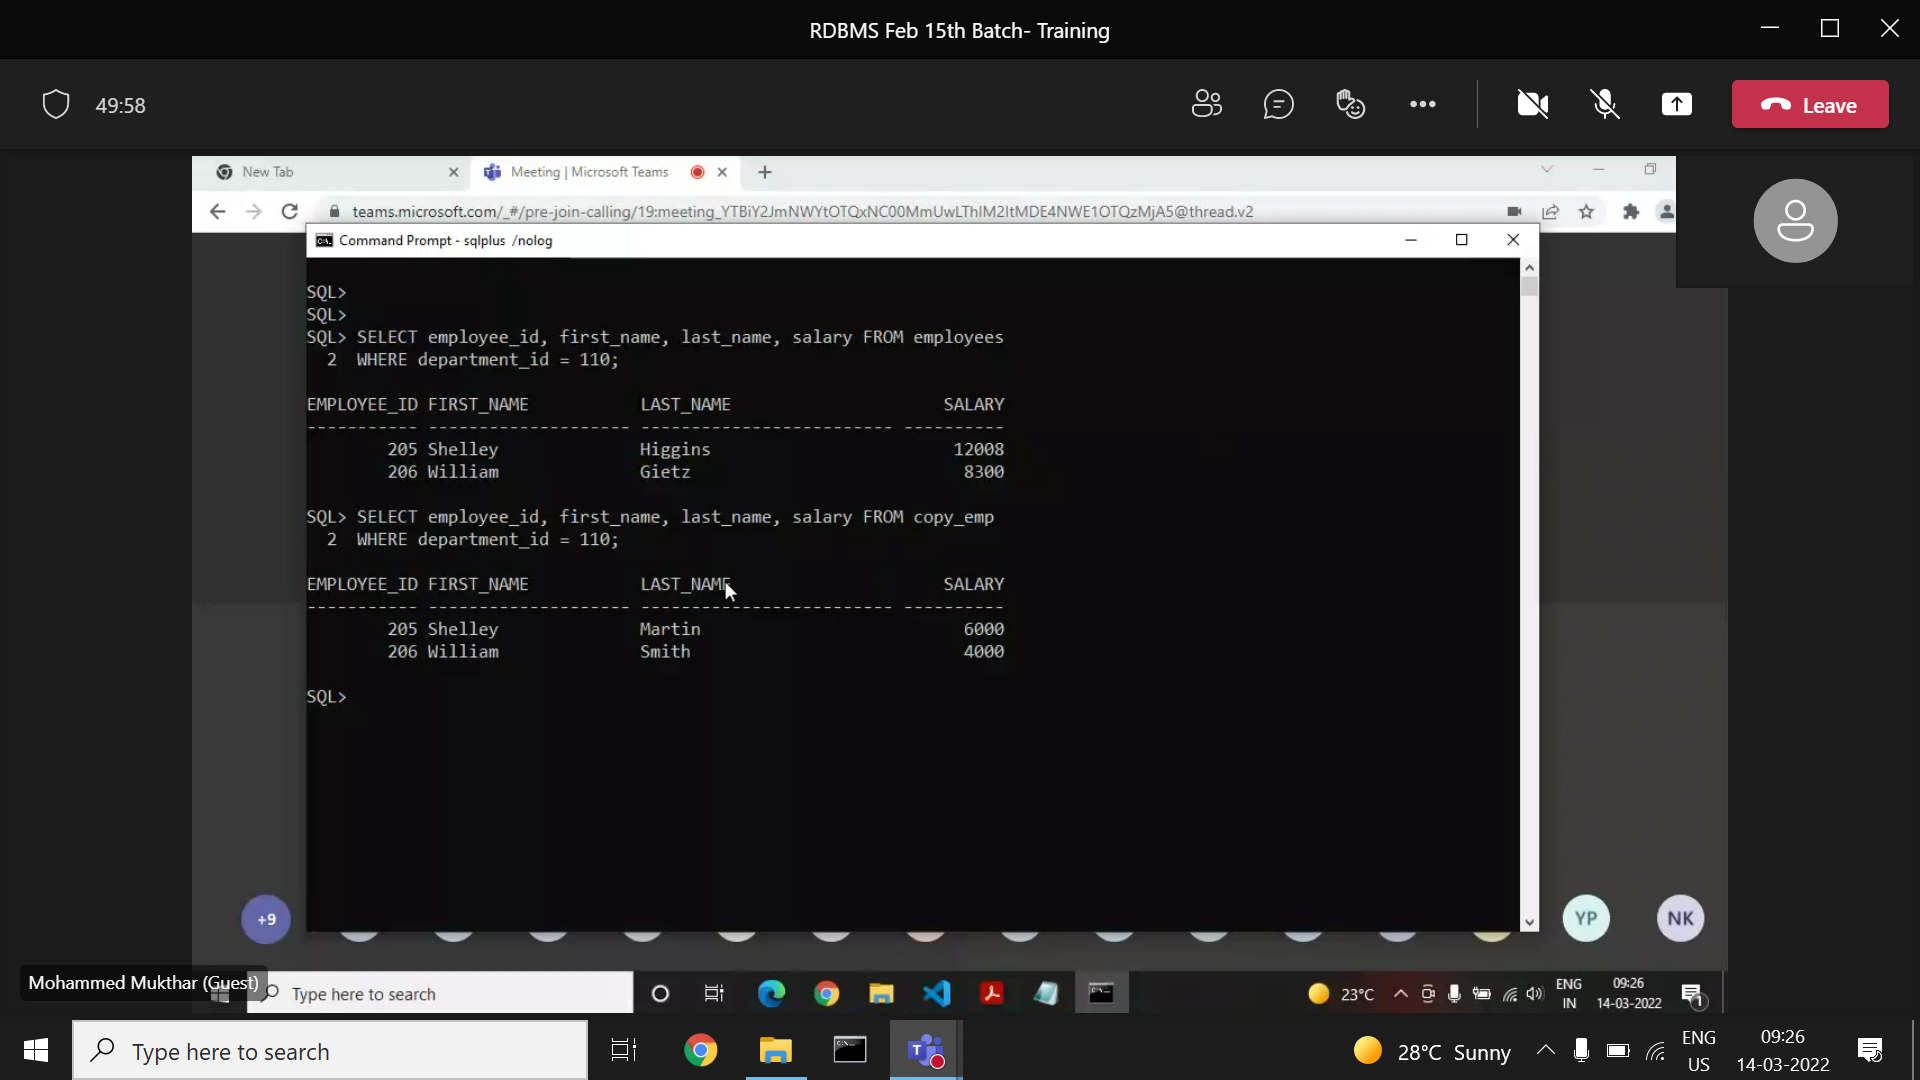 RDBMS Feb 15th Batch- Training
49:58
Leave
New Tab
Meeting | Microsoft Teams
teams.microsoft.com/_#/pre-join-calling/19:meeting_YTBiY2JmNWYtOTQxNC00MmUwLThlM2ItMDE4NWE1OTQzMjA5@thread.v2
Command Prompt - sqlplus /nolog
SQL>
SQL>
SQL> SELECT employee_id, first_name, last_name, salary FROM employees
2 WHERE department_id = 110;
EMPLOYEE_ID FIRST_NAME LAST_NAME SALARY
----------- -------------------- ------------------------- ----------
205 Shelley Higgins 12008
206 William Gietz 8300
SQL> SELECT employee_id, first_name, last_name, salary FROM copy_emp
2 WHERE department_id = 110;
EMPLOYEE_ID FIRST_NAME LAST_NAME SALARY
----------- -------------------- ------------------------- ----------
205 Shelley Martin 6000
206 William Smith 4000
SQL>
+9
YP
NK
Mohammed Mukthar (Guest)
Type here to search
23°C
ENG
IN
09:26
14-03-2022
1
Type here to search
28°C Sunny
ENG
US
09:26
14-03-2022